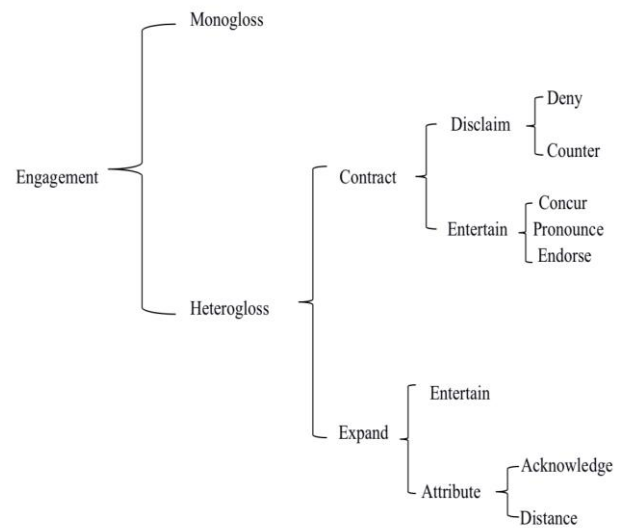 Monogloss
Deny
Disclaim
Counter
Engagement
Contract
Concur
Entertain
Pronounce
Endorse
Heterogloss
Entertain
Expand
Acknowledge
Attribute
Distance